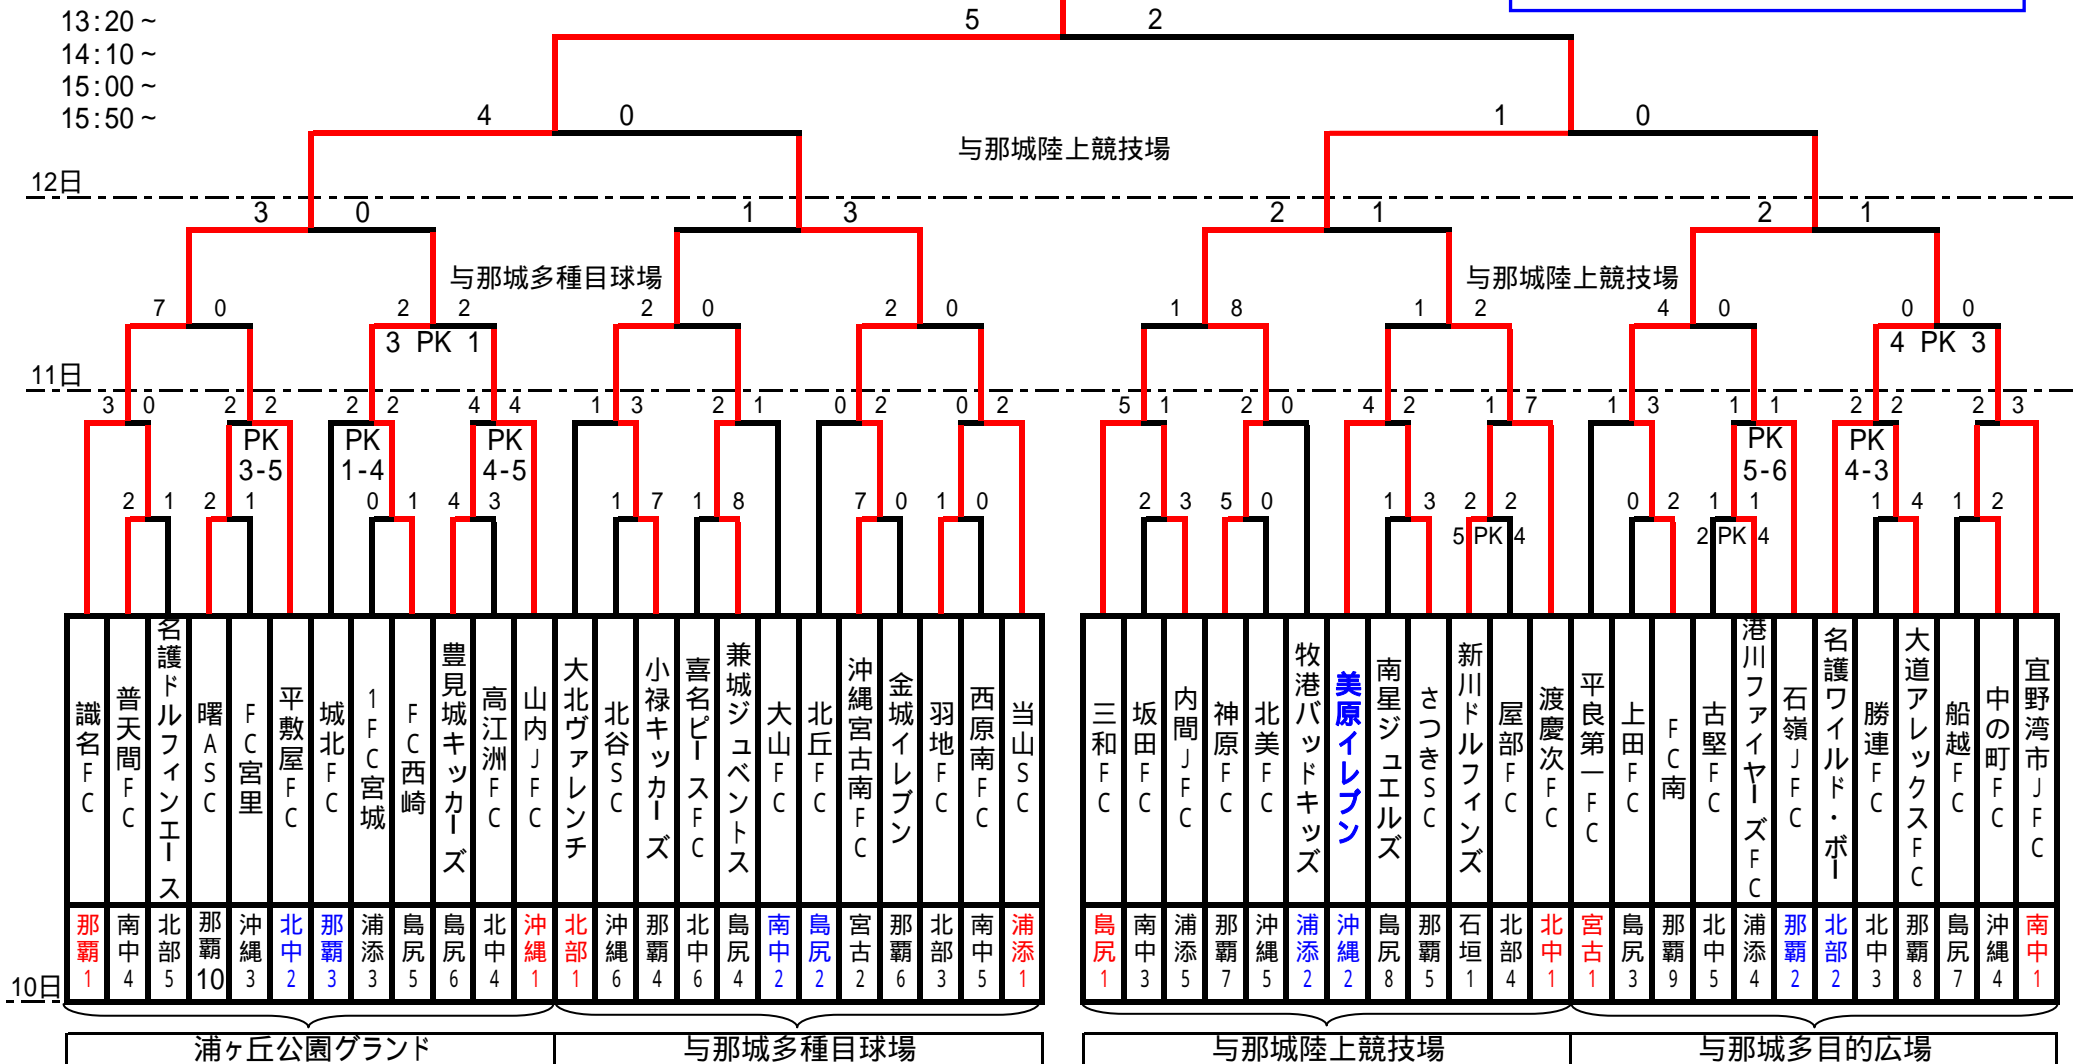 13:20～
14:10～
15:00～
15:50～
5 2
4 0
1 0
与那城陸上競技場
12日
3 0
1 3
2 1
2 1
与那城多種目球場
与那城陸上競技場
7 0
2 2
2 0
2 0
1 8
1 2
4 0
0 0
3 PK 1
4 PK 3
11日
3 0
2 2
2 2
4 4
1 3
2 1
0 2
0 2
5 1
2 0
4 2
1 7
1 3
1 1
2 2
2 3
PK
3-5
PK
1-4
PK
4-5
PK
5-6
PK
4-3
2 1
2 1
0 1
4 3
1 7
1 8
7 0
1 0
2 3
5 0
1 3
2 2
0 2
1 1
1 4
1 2
5 PK 4
2 PK 4
識名FC
普天間FC
名護ドルフィンエース
曙ASC
FC宮里
平敷屋FC
城北FC
1FC宮城
FC西崎
豊見城キッカーズ
高江洲FC
山内JFC
大北ヴァレンチ
北谷SC
小禄キッカーズ
喜名ピースFC
兼城ジュベントス
大山FC
北丘FC
沖縄宮古南FC
金城イレブン
羽地FC
西原南FC
当山SC
三和FC
坂田FC
内間JFC
神原FC
北美FC
牧港バッドキッズ
美原イレブン
南星ジュエルズ
さつきSC
新川ドルフィンズ
屋部FC
渡慶次FC
平良第一FC
上田FC
FC南
古堅FC
港川ファイヤーズFC
石嶺JFC
名護ワイルド・ボー
勝連FC
大道アレックスFC
船越FC
中の町FC
宜野湾市JFC
那覇1
南中4
北部5
那覇10
沖縄3
北中2
那覇3
浦添3
島尻5
島尻6
北中4
沖縄1
北部1
沖縄6
那覇4
北中6
島尻4
南中2
島尻2
宮古2
那覇6
北部3
南中5
浦添1
島尻1
南中3
浦添5
那覇7
沖縄5
浦添2
沖縄2
島尻8
那覇5
石垣1
北部4
北中1
宮古1
島尻3
那覇9
北中5
浦添4
那覇2
北部2
北中3
那覇8
島尻7
沖縄4
南中1
10日
浦ヶ丘公園グランド
与那城多種目球場
与那城陸上競技場
与那城多目的広場